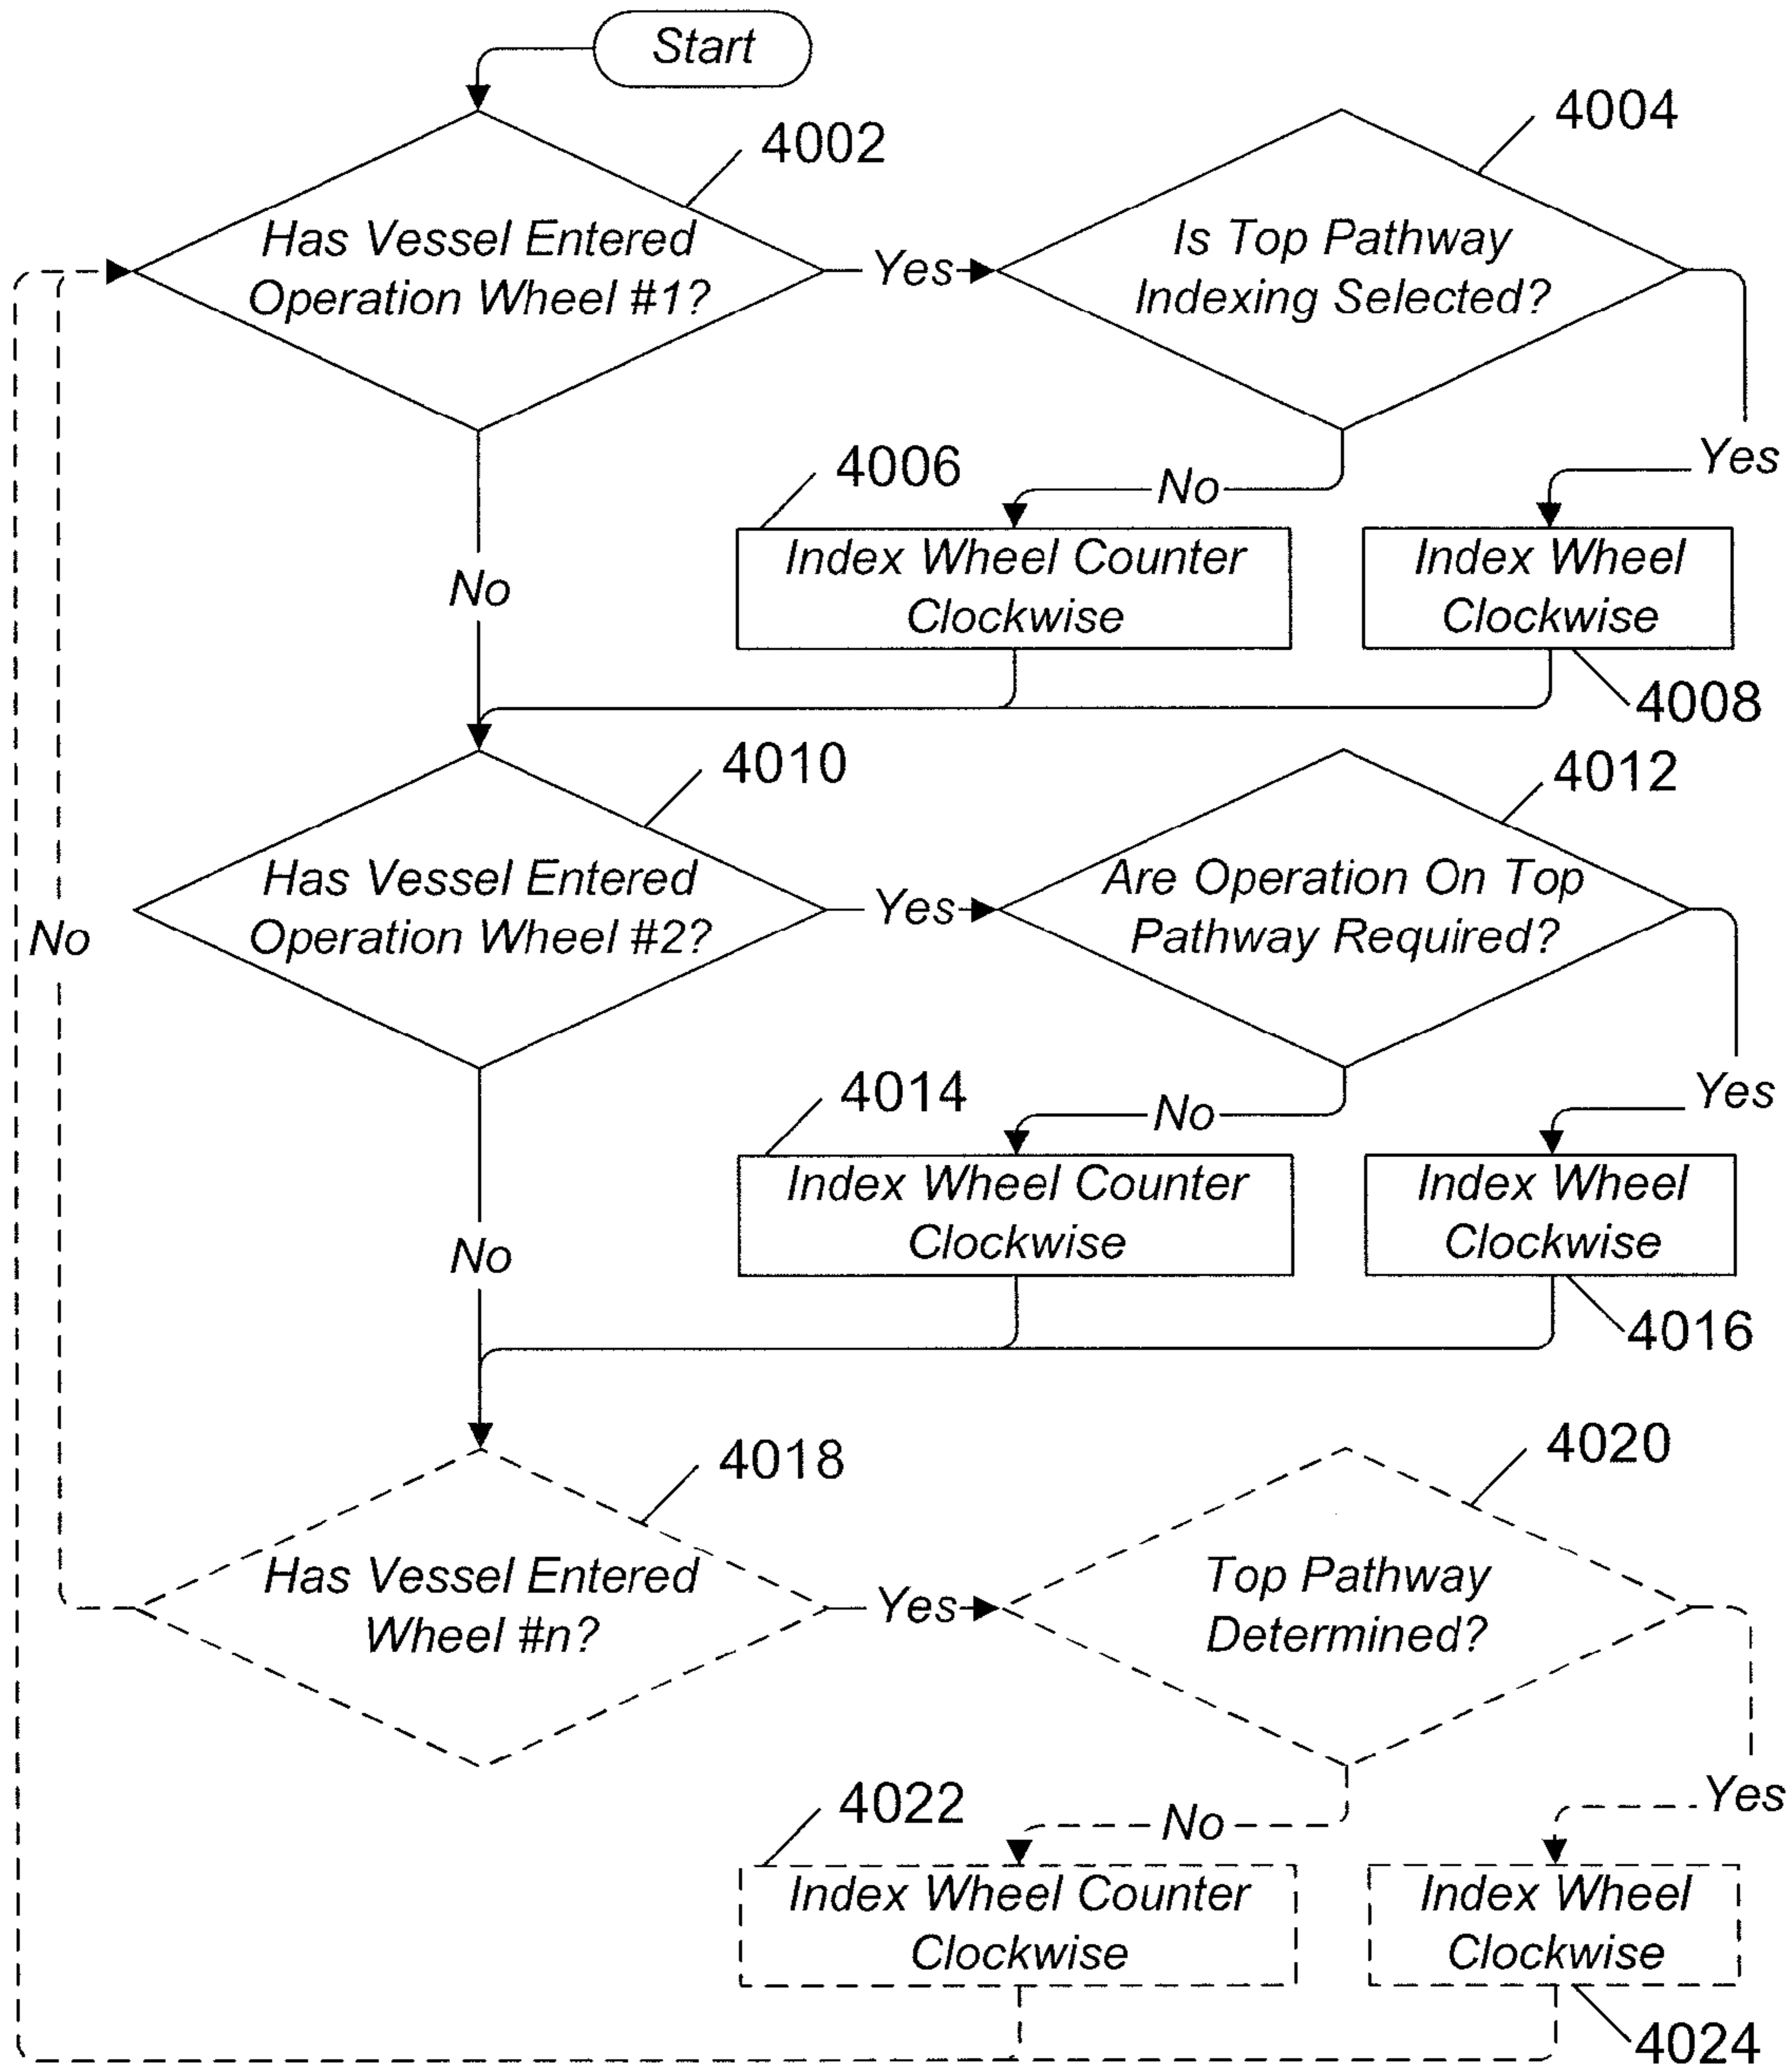 Start
4002
4004
Has Vessel Entered
Operation Wheel #1?
Yes
Is Top Pathway
Indexing Selected?
Yes
4006
No
No
Index Wheel Counter
Clockwise
Index Wheel
Clockwise
4008
4010
4012
Has Vessel Entered
Operation Wheel #2?
Yes
Are Operation On Top
Pathway Required?
No
Yes
4014
No
No
Index Wheel Counter
Clockwise
Index Wheel
Clockwise
4016
4018
4020
Has Vessel Entered
Wheel #n?
Yes
Top Pathway
Determined?
Yes
4022
No
Index Wheel Counter
Clockwise
Index Wheel
Clockwise
4024